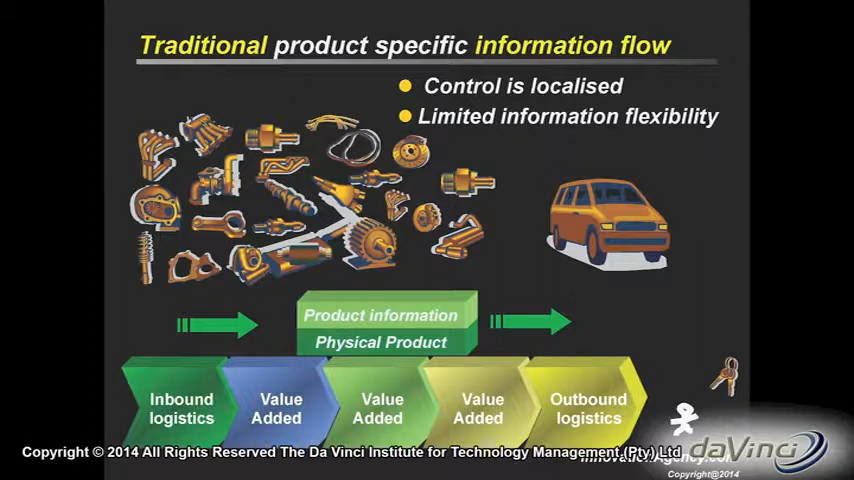 Traditional product specific information flow
Control is localised
Limited information flexibility
Product information
Physical Product
Inbound
logistics
Value
Added
Value
Added
Value
Added
Outbound
logistics
Copyright © 2014 All Rights Reserved The Da Vinci Institute for Technology Management (Pty) Ltd
daVinci
Copyright@2014